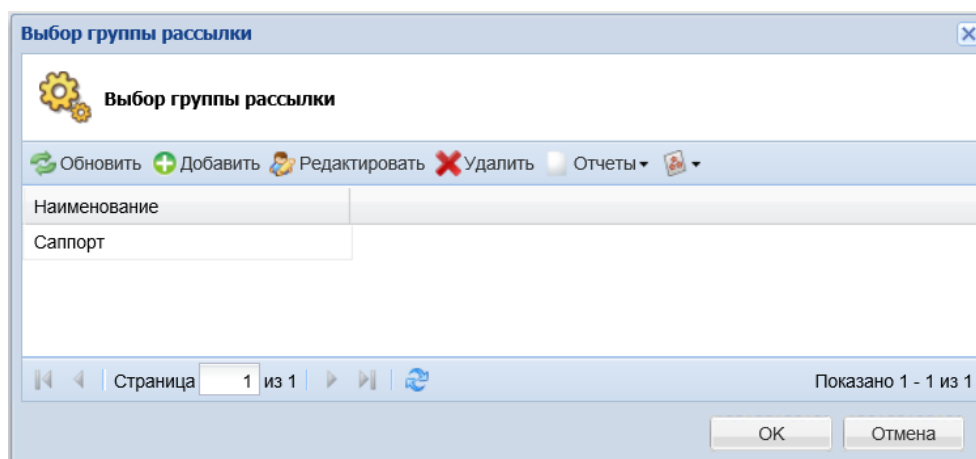 Выбор группы рассылки
Выбор группы рассылки
Обновить Добавить Редактировать Удалить Отчеты
Наименование
Саппорт
Страница 1 из 1 Показано 1 - 1 из 1
OK Отмена